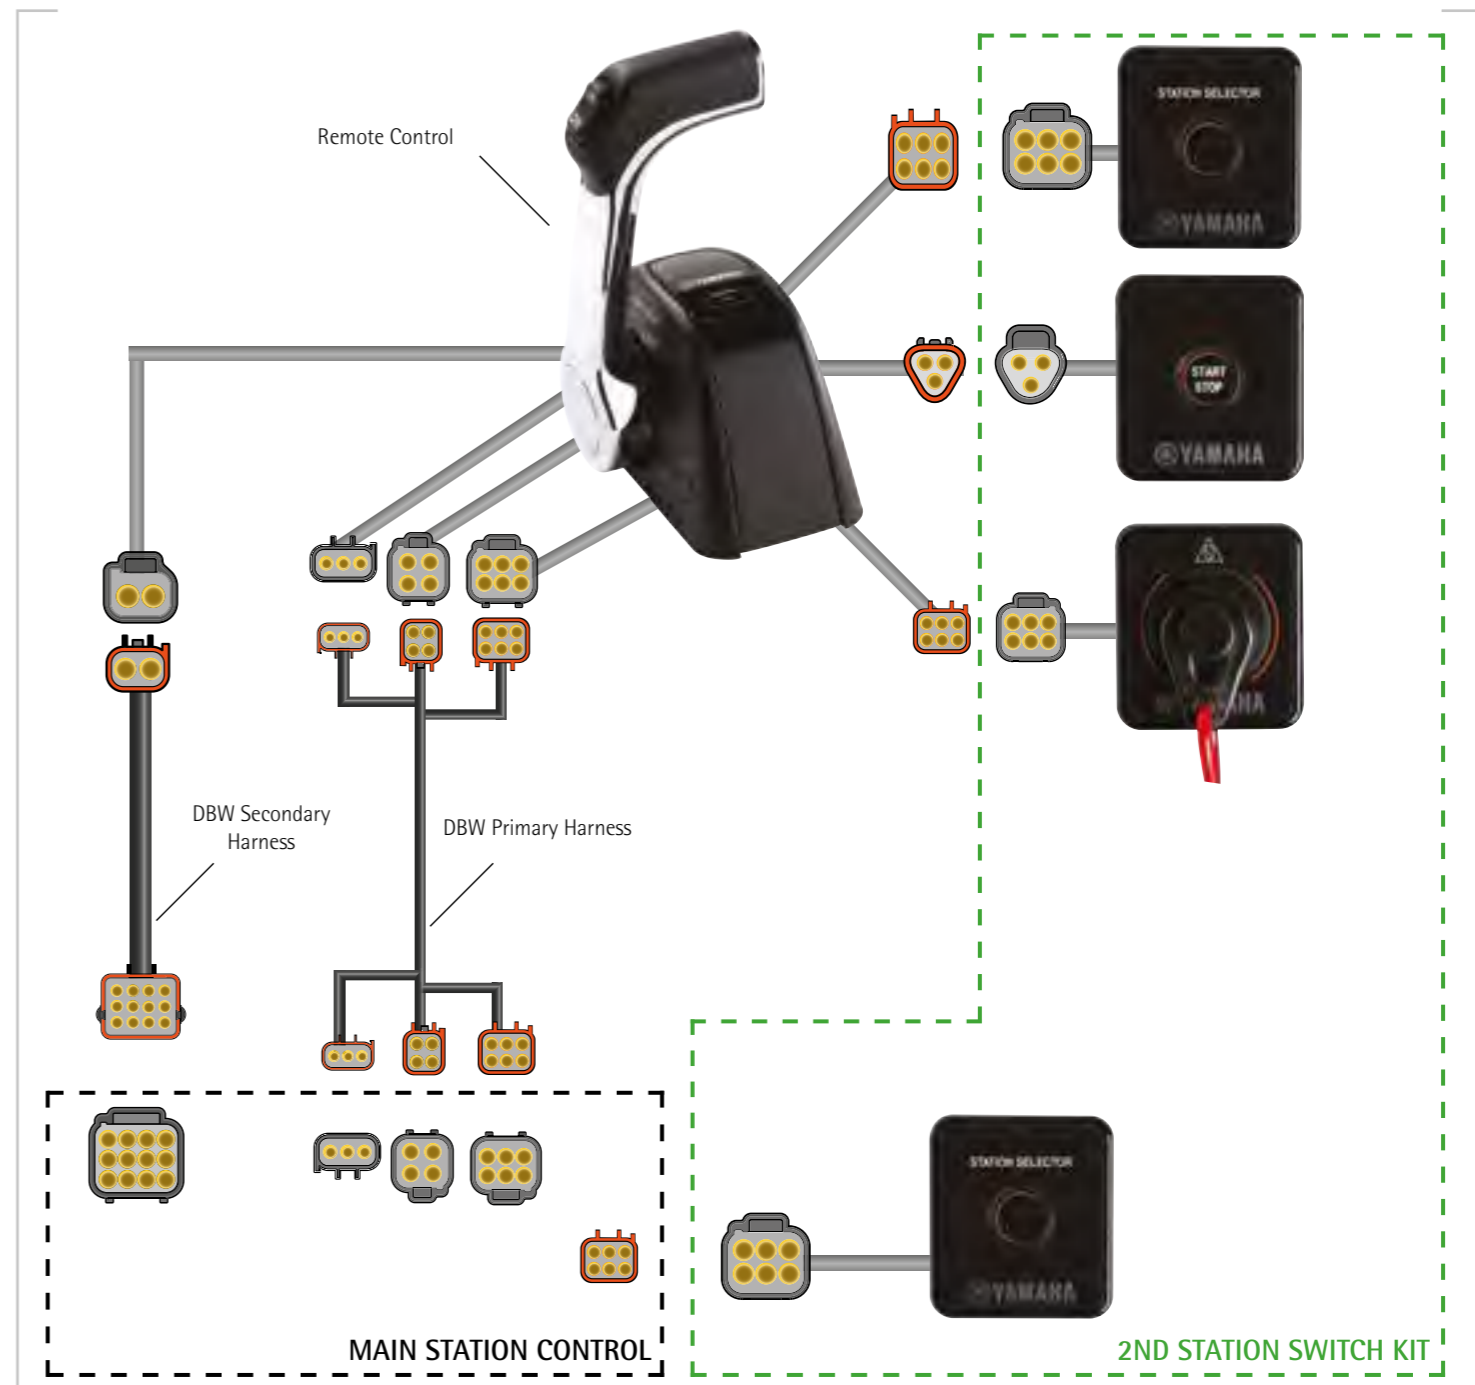 STATION SELECTOR
YAMAHA
Remote Control
START
STOP
YAMAHA
DBW Secondary
Harness
DBW Primary Harness
STATION SELECTOR
YAMAHA
MAIN STATION CONTROL
2ND STATION SWITCH KIT